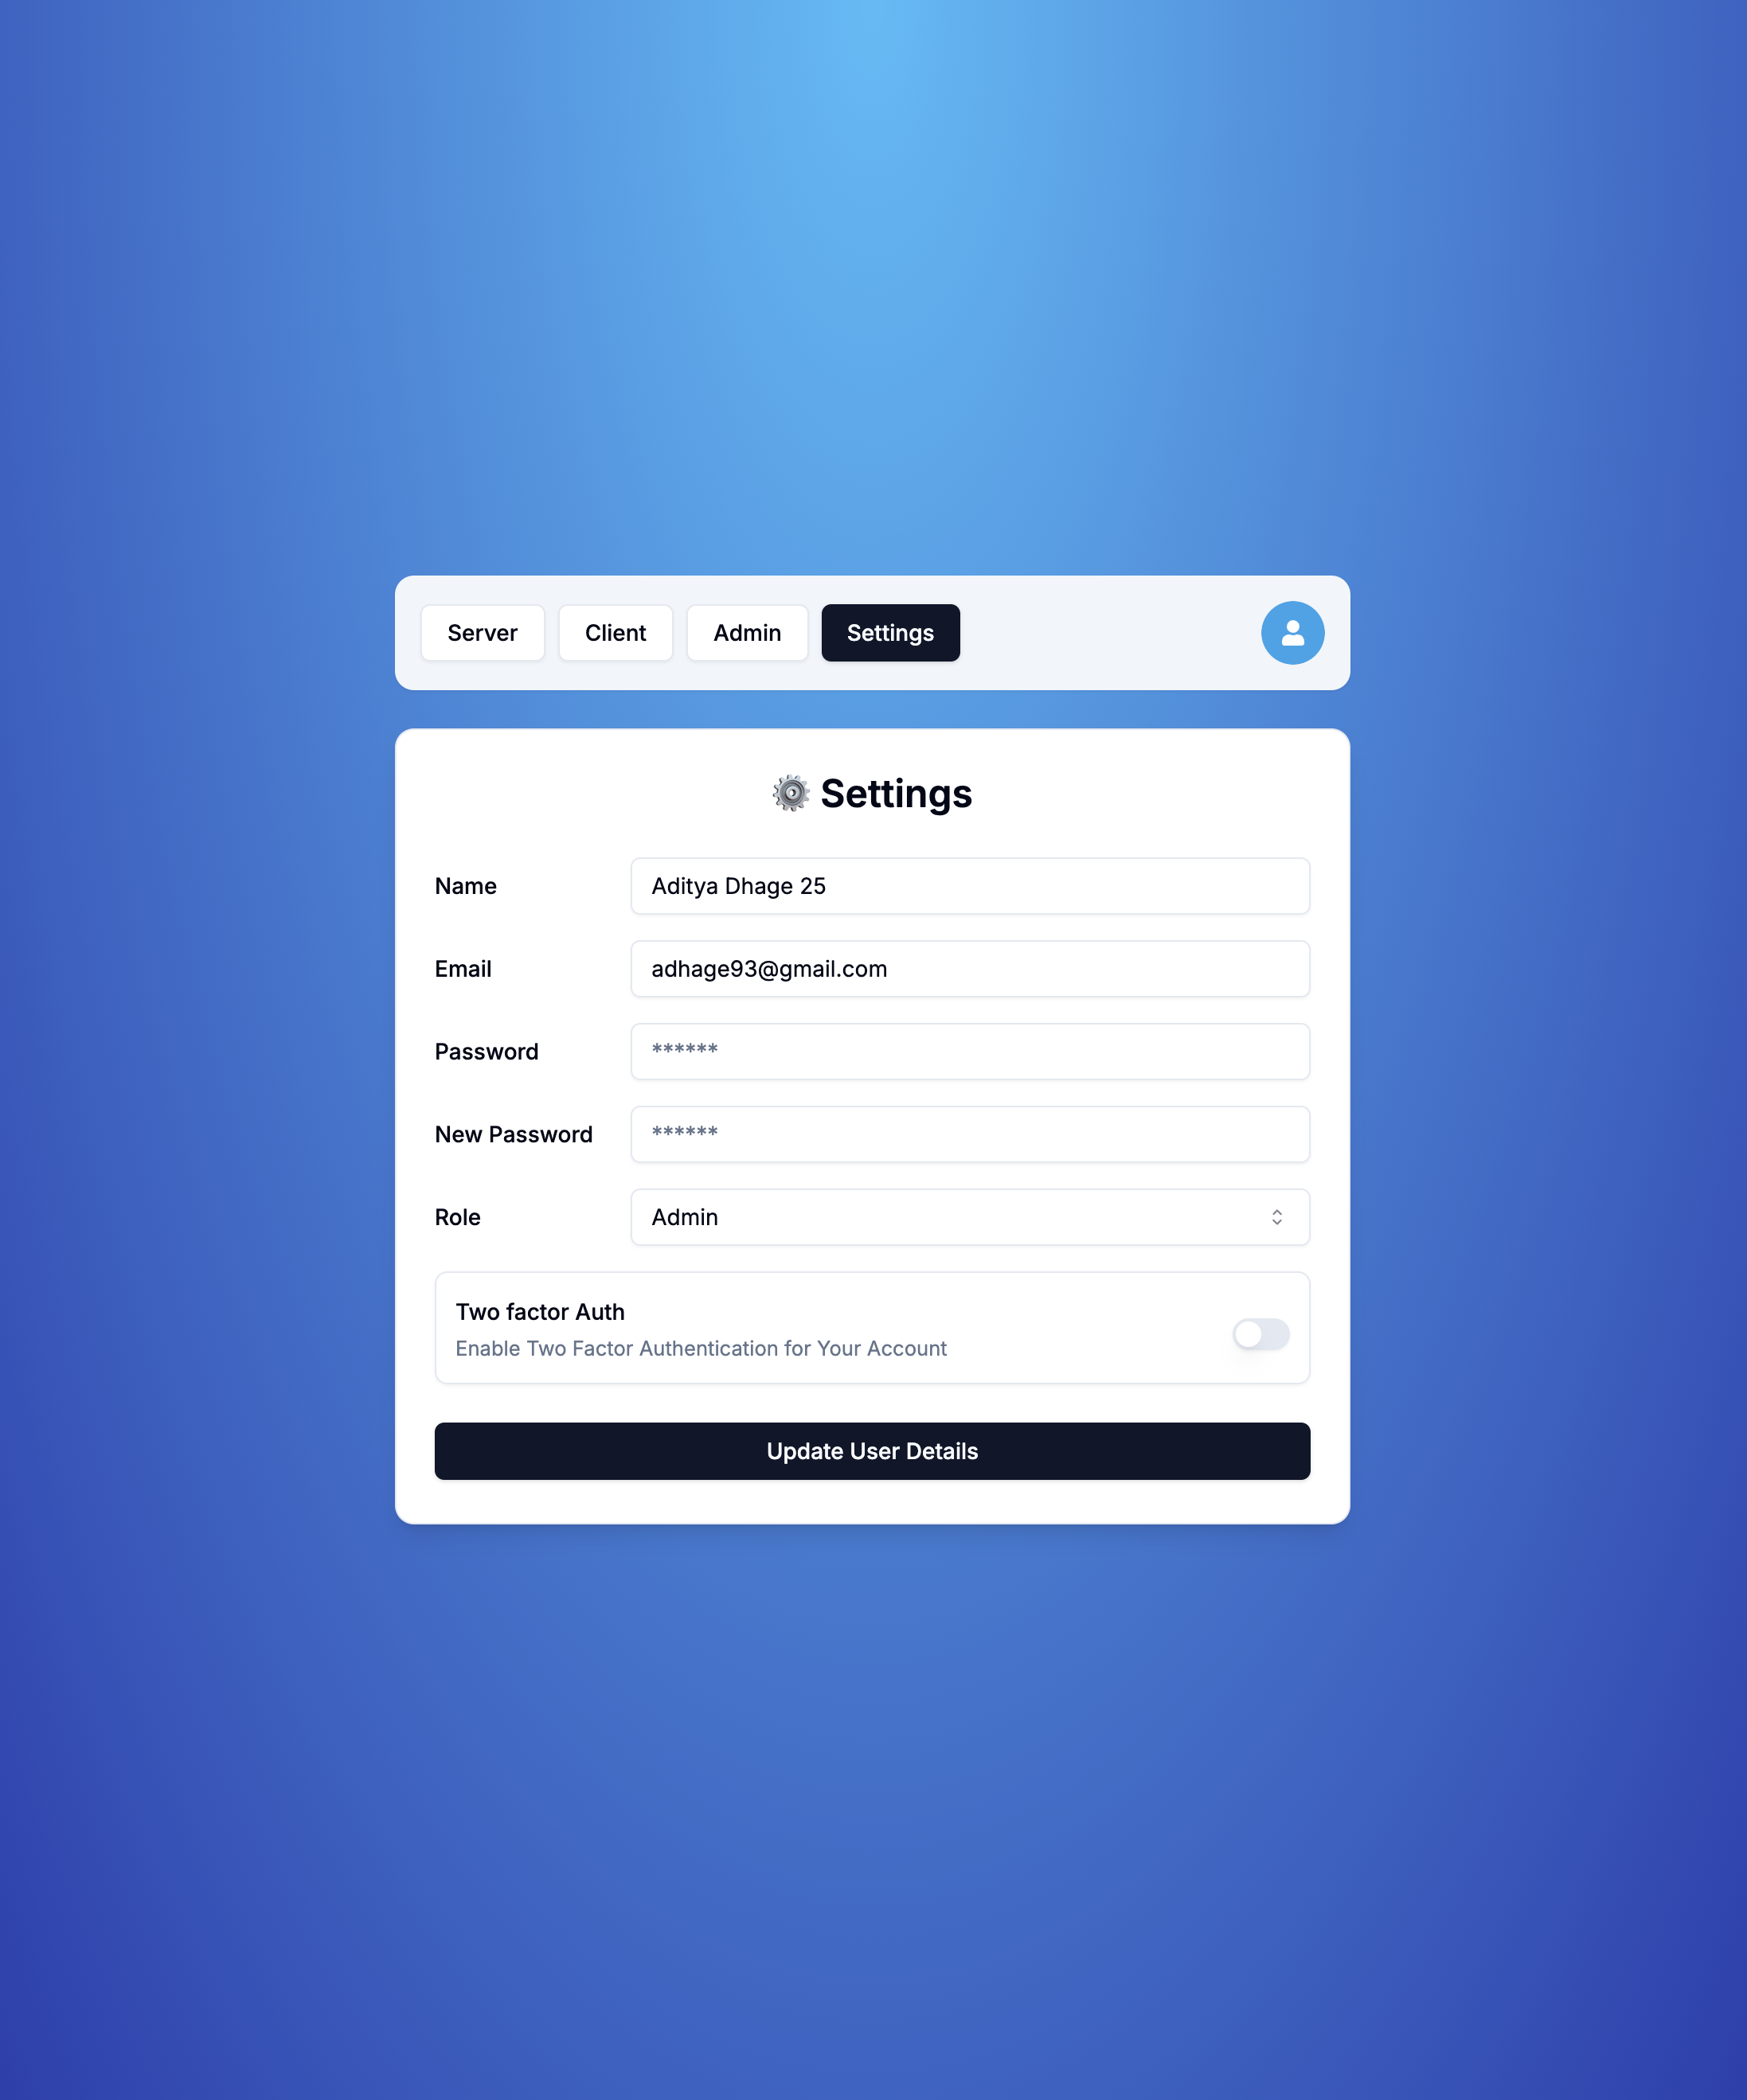 Server Client Admin Settings
⚙️ Settings
Name Aditya Dhage 25
Email adhage93@gmail.com
Password ******
New Password ******
Role Admin
Two factor Auth
Enable Two Factor Authentication for Your Account
Update User Details